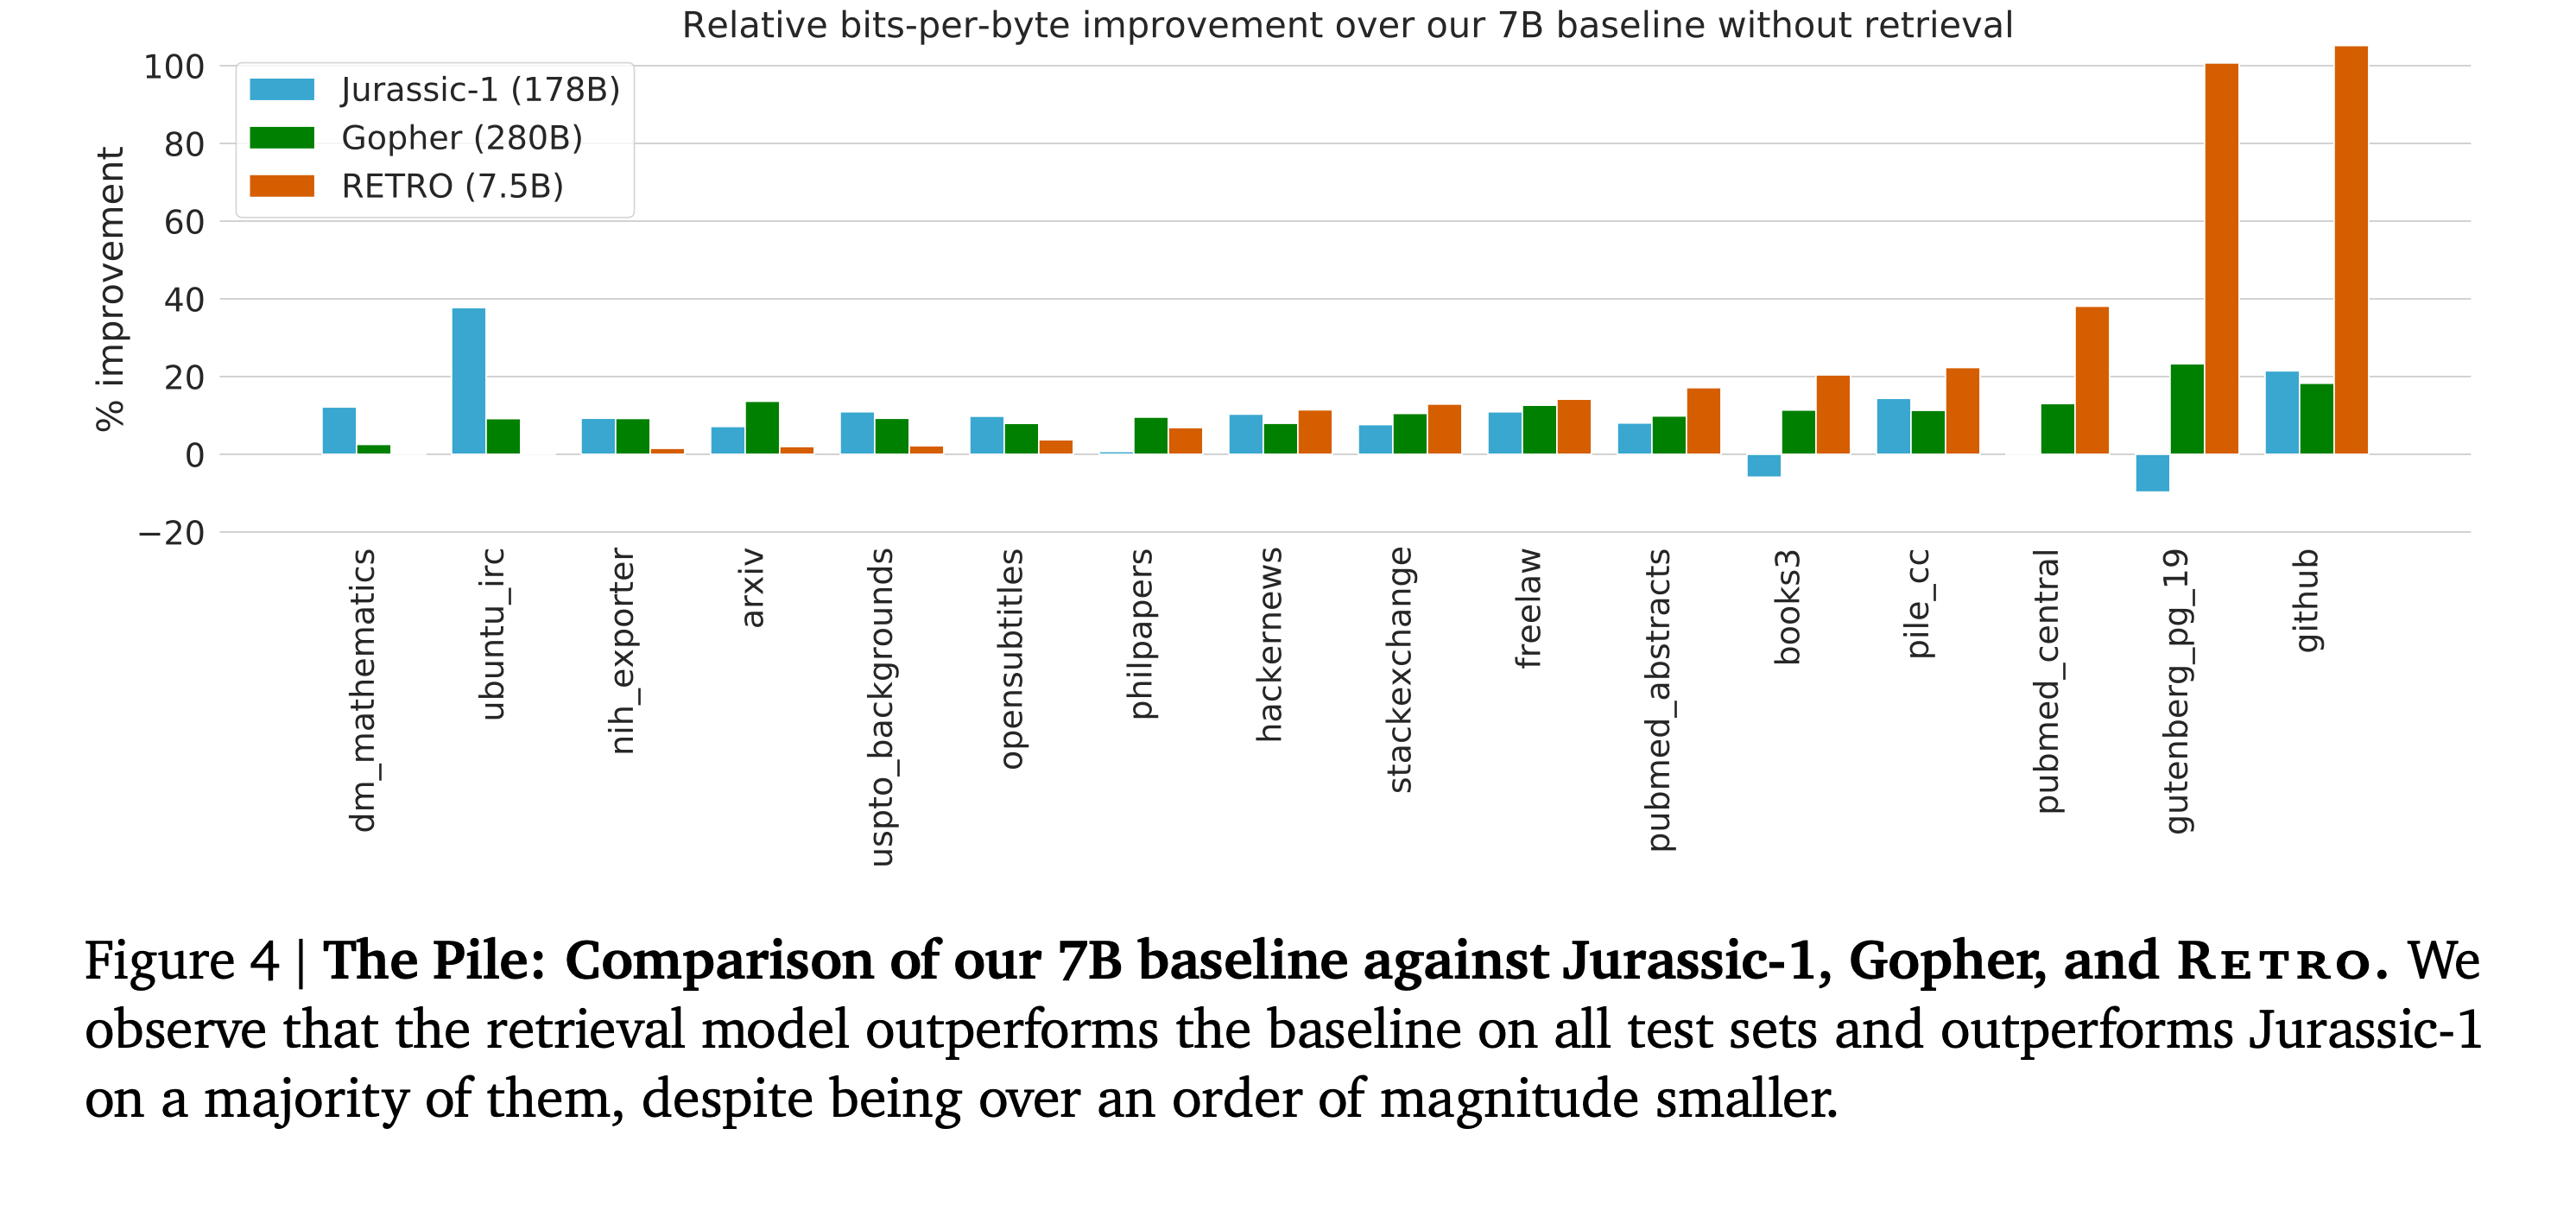 Relative bits-per-byte improvement over our 7B baseline without retrieval
% improvement
100
80
60
40
20
0
−20
Jurassic-1 (178B)
Gopher (280B)
RETRO (7.5B)
dm_mathematics
ubuntu_irc
nih_exporter
arxiv
uspto_backgrounds
opensubtitles
philpapers
hackernews
stackexchange
freelaw
pubmed_abstracts
books3
pile_cc
pubmed_central
gutenberg_pg_19
github
Figure 4 | The Pile: Comparison of our 7B baseline against Jurassic-1, Gopher, and RETRO. We
observe that the retrieval model outperforms the baseline on all test sets and outperforms Jurassic-1
on a majority of them, despite being over an order of magnitude smaller.